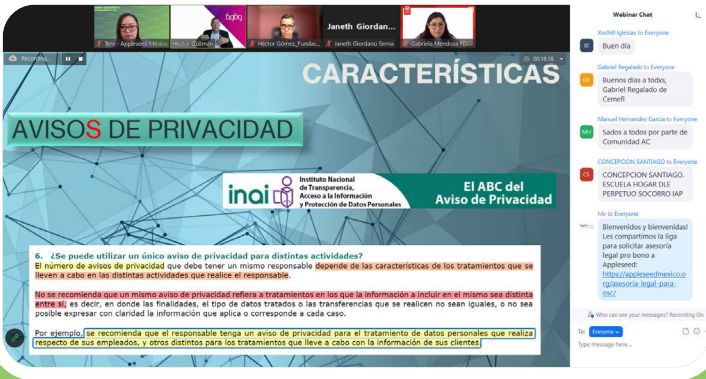 bqbq
Tere - Appleseed México
Héctor Guzmán
Héctor Gómez_Fundac...
Janeth Giordan...
Janeth Giordano Serna
Gabriela Mendoza FD...
Recording...
00:18:18
CARACTERÍSTICAS
AVISOS DE PRIVACIDAD
inai
Instituto Nacional
de Transparencia,
Acceso a la Información
y Protección de Datos Personales
El ABC del
Aviso de Privacidad
6. ¿Se puede utilizar un único aviso de privacidad para distintas actividades?
El número de avisos de privacidad que debe tener un mismo responsable depende de las características de los tratamientos que se
lleven a cabo en las distintas actividades que realice el responsable.
No se recomienda que un mismo aviso de privacidad refiera a tratamientos en los que la información a incluir en el mismo sea distinta
entre sí, es decir, en donde las finalidades, el tipo de datos tratados o las transferencias que se realicen no sean iguales, o no sea
posible expresar con claridad la información que aplica o corresponde a cada caso.
Por ejemplo, se recomienda que el responsable tenga un aviso de privacidad para el tratamiento de datos personales que realiza
respecto de sus empleados, y otros distintos para los tratamientos que lleve a cabo con la información de sus clientes.
Webinar Chat
Xochill Iglesias to Everyone
XI
Buen día
Gabriel Regalado to Everyone
GR
Buenos días a todxs,
Gabriel Regalado de
Cemefi
Manuel Hernandez Garcia to Everyone
MH
Sados a todos por parte de
Comunidad AC
CONCEPCION SANTIAGO to Everyone
CS
CONCEPCION SANTIAGO.
ESCUELA HOGAR DLE
PERPETUO SOCORRO IAP
Me to Everyone
Bienvenidos y bienvenidas!
Les compartimos la liga
para solicitar asesoría
legal pro bono a
Appleseed:
https://appleseedmexico.o
rg/asesoria-legal-para-
osc/
Who can see your messages? Recording On
To: Everyone
Type message here...